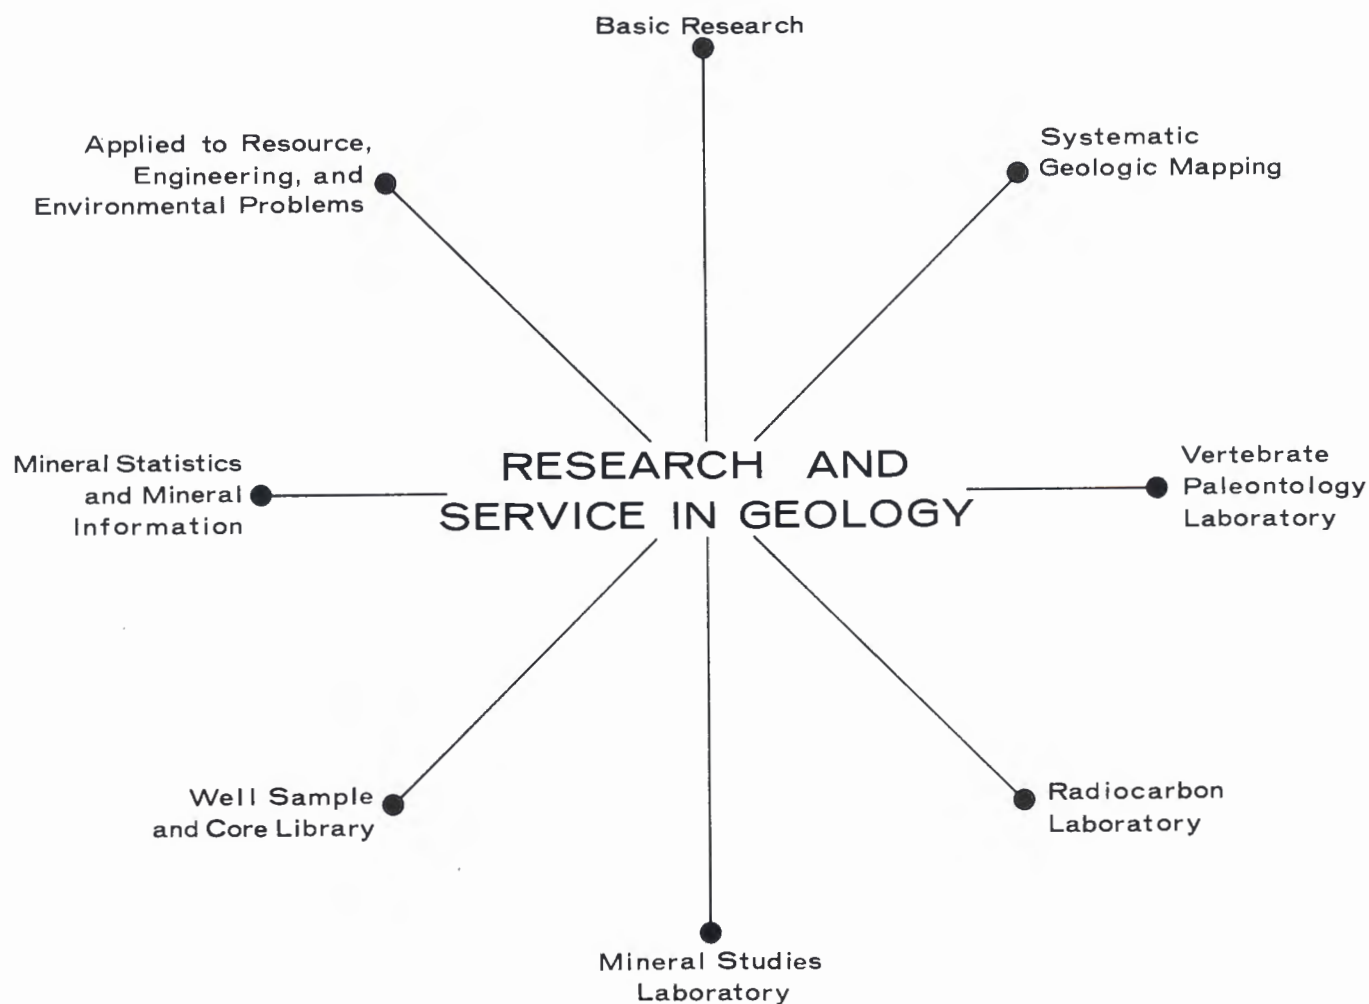 Basic Research
Applied to Resource,
Engineering, and
Environmental Problems
Systematic
Geologic Mapping
Mineral Statistics
and Mineral
Information
RESEARCH AND
SERVICE IN GEOLOGY
Vertebrate
Paleontology
Laboratory
Well Sample
and Core Library
Radiocarbon
Laboratory
Mineral Studies
Laboratory